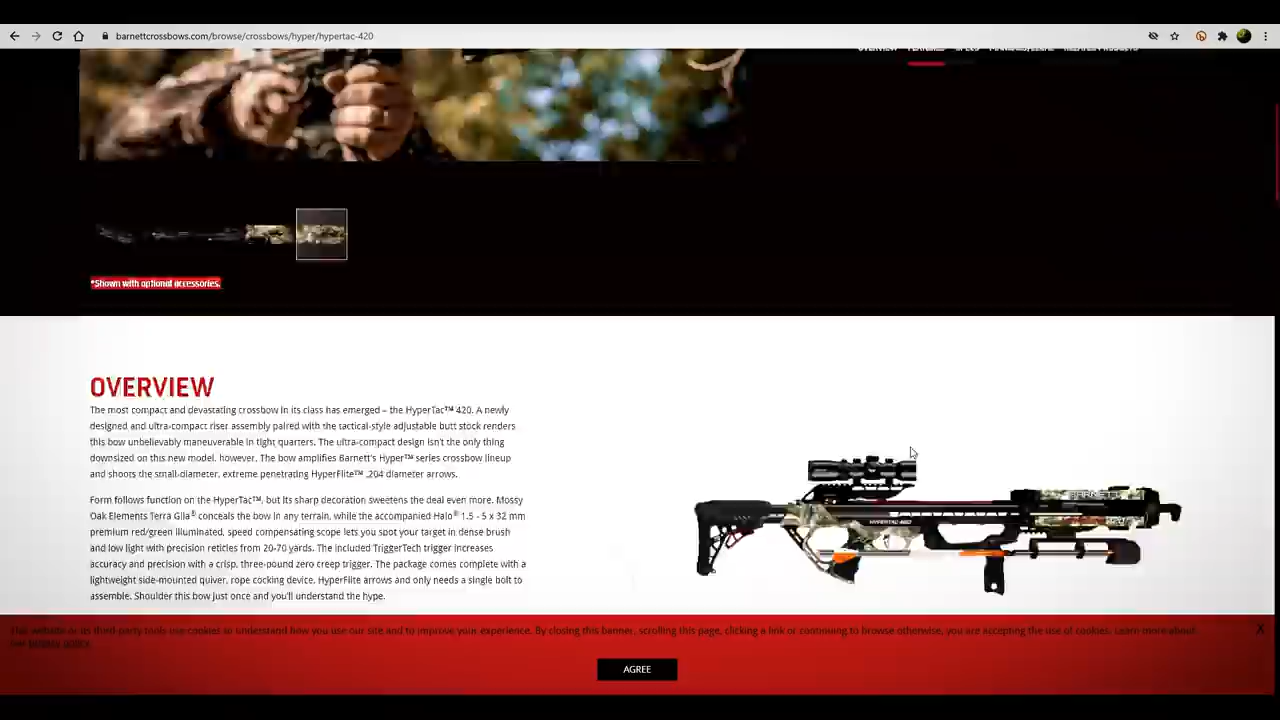 barnettcrossbows.com/browse/crossbows/hyper/hypertac-420
OVERVIEW FEATURES SPECS
*Shown with optional accessories.
OVERVIEW
The most compact and devastating crossbow in its class has emerged – the HyperTac™ 420. A newly
designed and ultra-compact riser assembly paired with the tactical-style adjustable butt stock renders
this bow unbelievably maneuverable in tight quarters. The ultra-compact design isn't the only thing
downsized on this new model, however. The bow amplifies Barnett's Hyper™ series crossbow lineup
and shoots the small-diameter, extreme penetrating HyperFlite™ .204 diameter arrows.
Form follows function on the HyperTac™, but its sharp decoration sweetens the deal even more. Mossy
Oak Elements Terra Gila® conceals the bow in any terrain, while the accompanied Halo® 1.5 - 5 x 32 mm
premium red/green illuminated, speed compensating scope lets you spot your target in dense brush
and low light with precision reticles from 20-70 yards. The included TriggerTech trigger increases
accuracy and precision with a crisp, three-pound zero creep trigger. The package comes complete with a
lightweight side-mounted quiver, rope cocking device, HyperFlite arrows and only needs a single bolt to
assemble. Shoulder this bow just once and you'll understand the hype.
BARNETT
HYPERTAC 420
This website or its third-party tools use cookies to understand how you use our site and to improve your experience. By closing this banner, scrolling this page, clicking a link or continuing to browse otherwise, you are accepting the use of cookies. Learn more about
our privacy policy.
X
AGREE